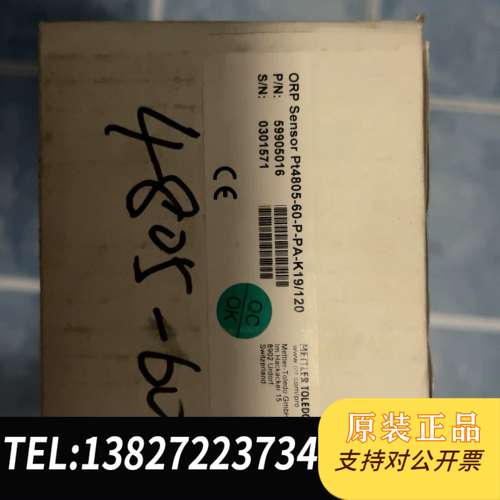 ORP Sensor Pt4805-60-P-PA-K19/120
P/N: 59905016
S/N: 0301571
CE
QC
OK
METTLER TOLEDO
Mettler-Toledo GmbH
Im Hackacker 15
8902 Urdorf
Switzerland
4805-60
TEL:13827223734
原装正品
支持对公开票